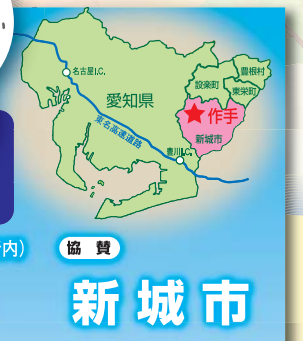 い
名古屋I.C.
豊根村
設楽町
東栄町
愛知県
★作手
東名高速道路
新城市
豊川I.C.
内)
協賛
新城市